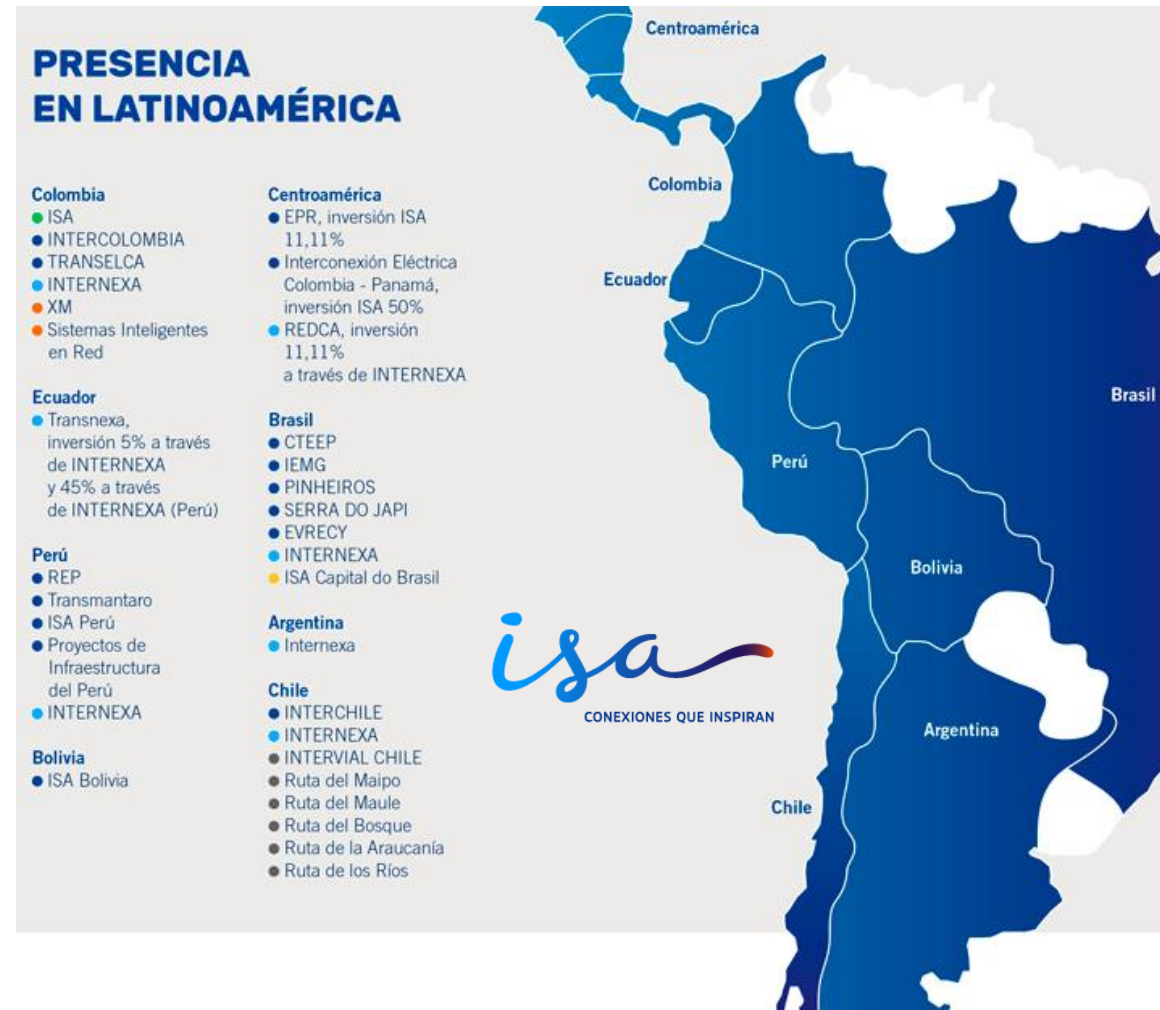 PRESENCIA
EN LATINOAMÉRICA
Colombia
ISA
INTERCOLOMBIA
TRANSELCA
INTERNEXA
XM
Sistemas Inteligentes
en Red
Ecuador
Transnexa,
inversión 5% a través
de INTERNEXA
y 45% a través
de INTERNEXA (Perú)
Perú
REP
Transmantaro
ISA Perú
Proyectos de
Infraestructura
del Perú
INTERNEXA
Bolivia
ISA Bolivia
Centroamérica
EPR, inversión ISA
11,11%
Interconexión Eléctrica
Colombia - Panamá,
inversión ISA 50%
REDCA, inversión
11,11%
a través de INTERNEXA
Brasil
CTEEP
IEMG
PINHEIROS
SERRA DO JAPI
EVRECY
INTERNEXA
ISA Capital do Brasil
Argentina
Internexa
Chile
INTERCHILE
INTERNEXA
INTERVIAL CHILE
Ruta del Maipo
Ruta del Maule
Ruta del Bosque
Ruta de la Araucanía
Ruta de los Ríos
isa
CONEXIONES QUE INSPIRAN
Centroamérica
Colombia
Ecuador
Brasil
Perú
Bolivia
Argentina
Chile